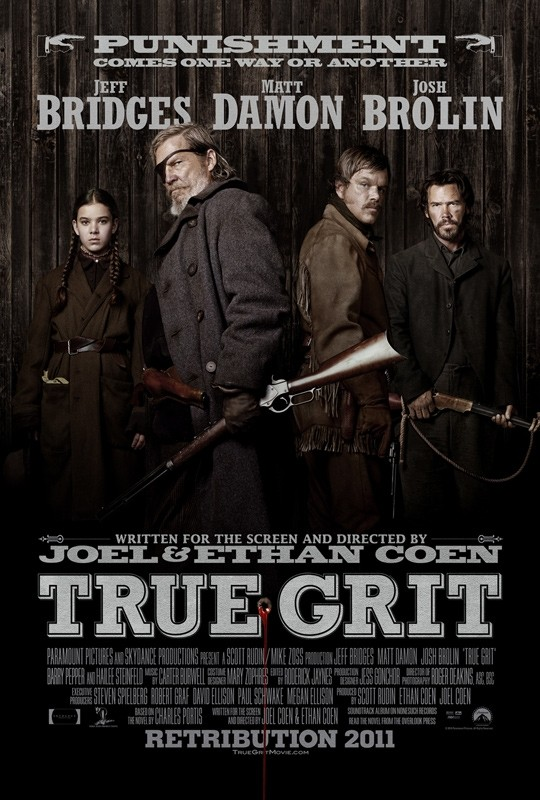 PUNISHMENT
COMES ONE WAY OR ANOTHER
JEFF BRIDGES
MATT DAMON
JOSH BROLIN
WRITTEN FOR THE SCREEN AND DIRECTED BY
JOEL & ETHAN COEN
TRUE GRIT
PARAMOUNT PICTURES AND SKYDANCE PRODUCTIONS PRESENT A SCOTT RUDIN/MIKE ZOSS PRODUCTION JEFF BRIDGES MATT DAMON JOSH BROLIN "TRUE GRIT"
BARRY PEPPER AND HAILEE STEINFELD MUSIC BY CARTER BURWELL COSTUME DESIGNER MARY ZOPHRES EDITED BY RODERICK JAYNES PRODUCTION DESIGNER JESS GONCHOR DIRECTOR OF PHOTOGRAPHY ROGER DEAKINS ASC BSC
EXECUTIVE PRODUCERS STEVEN SPIELBERG ROBERT GRAF DAVID ELLISON PAUL SCHWAKE MEGAN ELLISON PRODUCED BY SCOTT RUDIN ETHAN COEN JOEL COEN
BASED ON THE NOVEL BY CHARLES PORTIS WRITTEN FOR THE SCREEN AND DIRECTED BY JOEL COEN & ETHAN COEN SOUNDTRACK ALBUM ON NONESUCH RECORDS
READ THE NOVEL FROM THE OVERLOOK PRESS
RETRIBUTION 2011
TRUEGRITMOVIE.COM